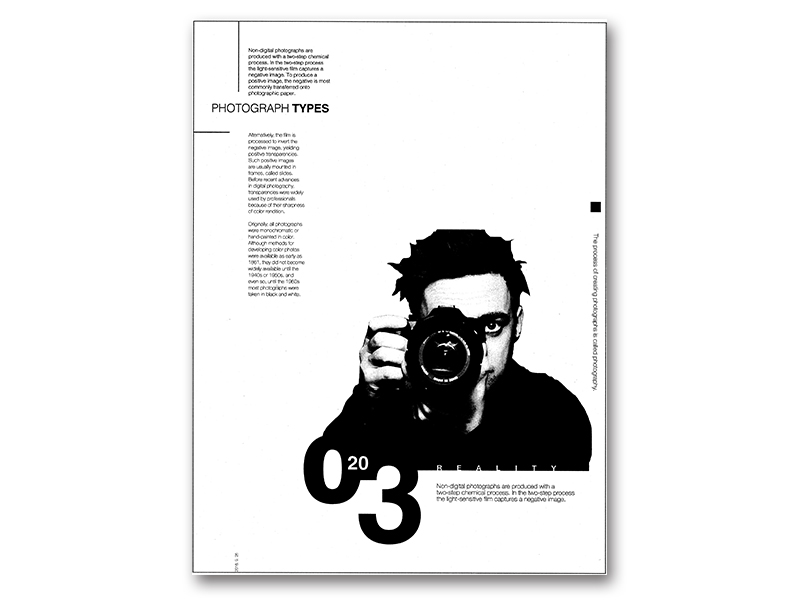 Non-digital photographs are
produced with a two-step chemical
process. In the two-step process
the light-sensitive film captures a
negative image. To produce a
positive image, the negative is most
commonly transferred onto
photographic paper.
PHOTOGRAPH TYPES
Alternatively, the film is
processed to invert the
negative image, yielding
positive transparencies.
Such positive images
are usually mounted in
frames, called slides.
Before recent advances
in digital photography,
transparencies were widely
used by professionals
because of their sharpness
of color rendition.
Originally, all photographs
were monochromatic or
hand-painted in color.
Although methods for
developing color photos
were available as early as
1861, they did not become
widely available until the
1940s or 1950s, and
even so, until the 1960s
most photographs were
taken in black and white.
The process of creating photographs is called photography.
03
20
REALITY
Non-digital photographs are produced with a
two-step chemical process. In the two-step process
the light-sensitive film captures a negative image.